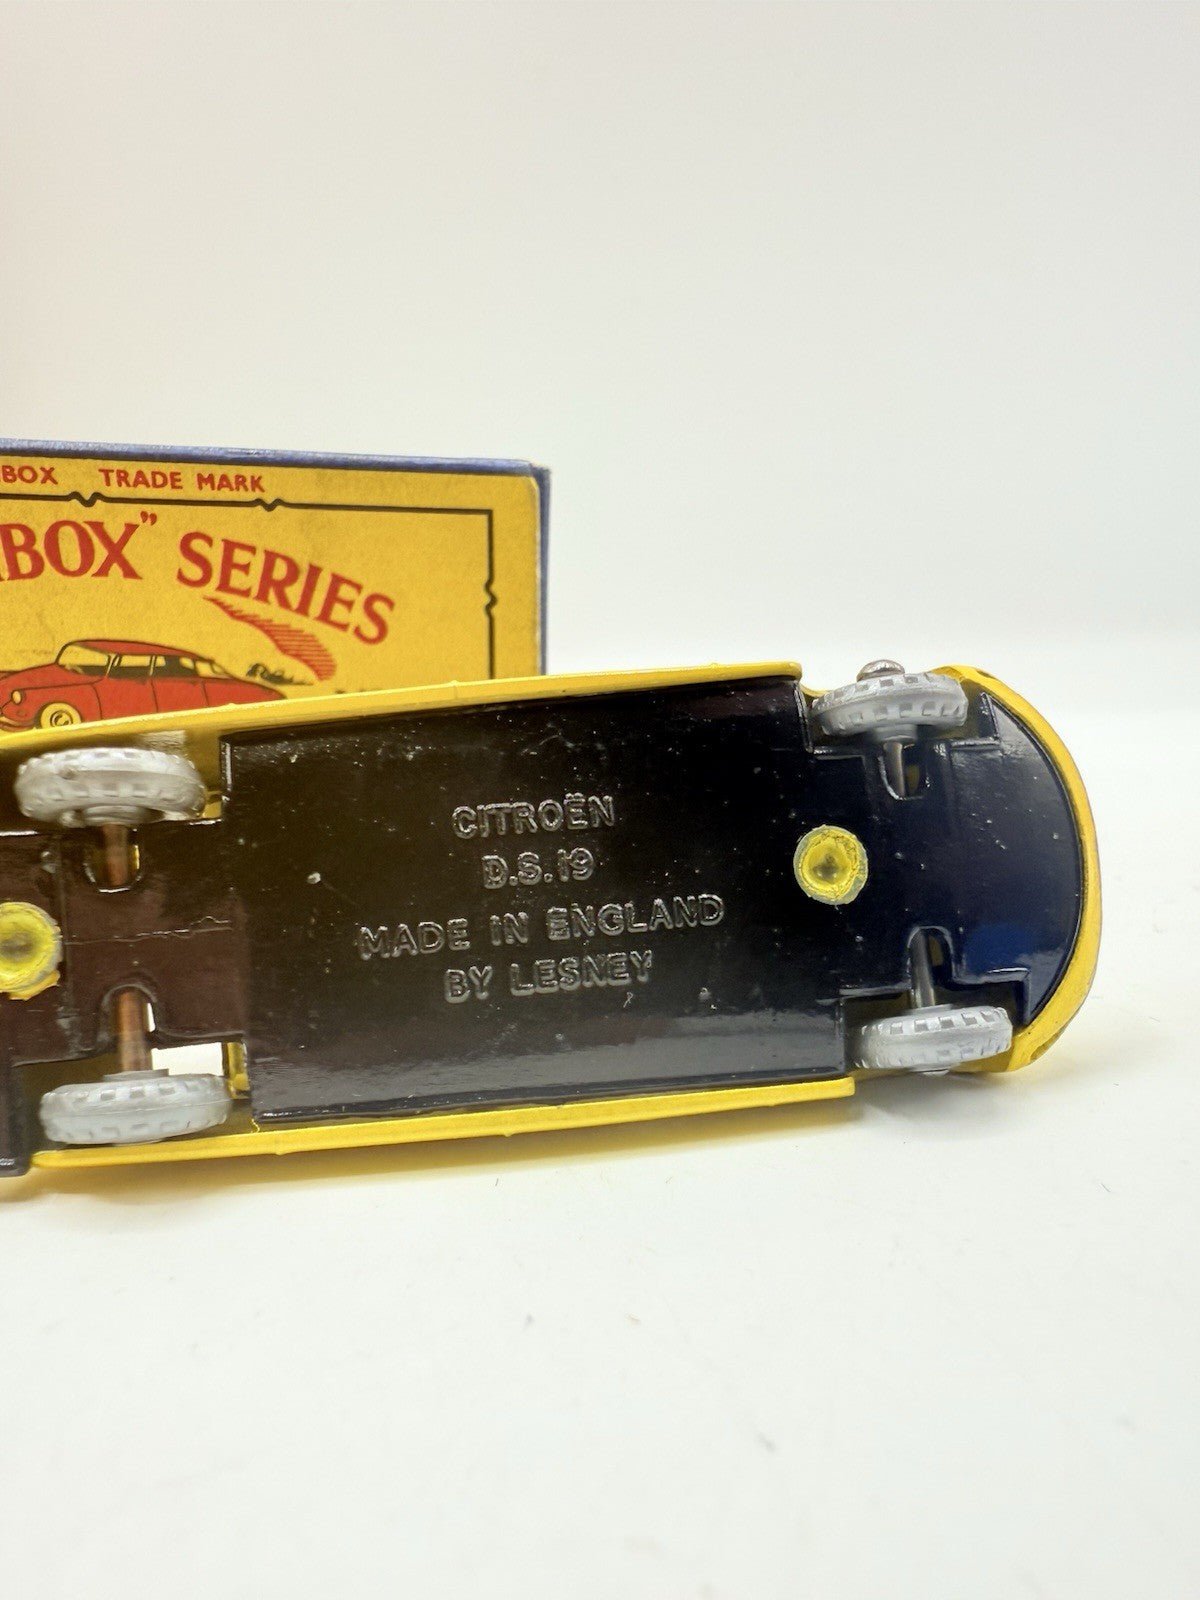 BOX TRADE MARK
BOX" SERIES
CITROËN
D.S.19
MADE IN ENGLAND
BY LESNEY